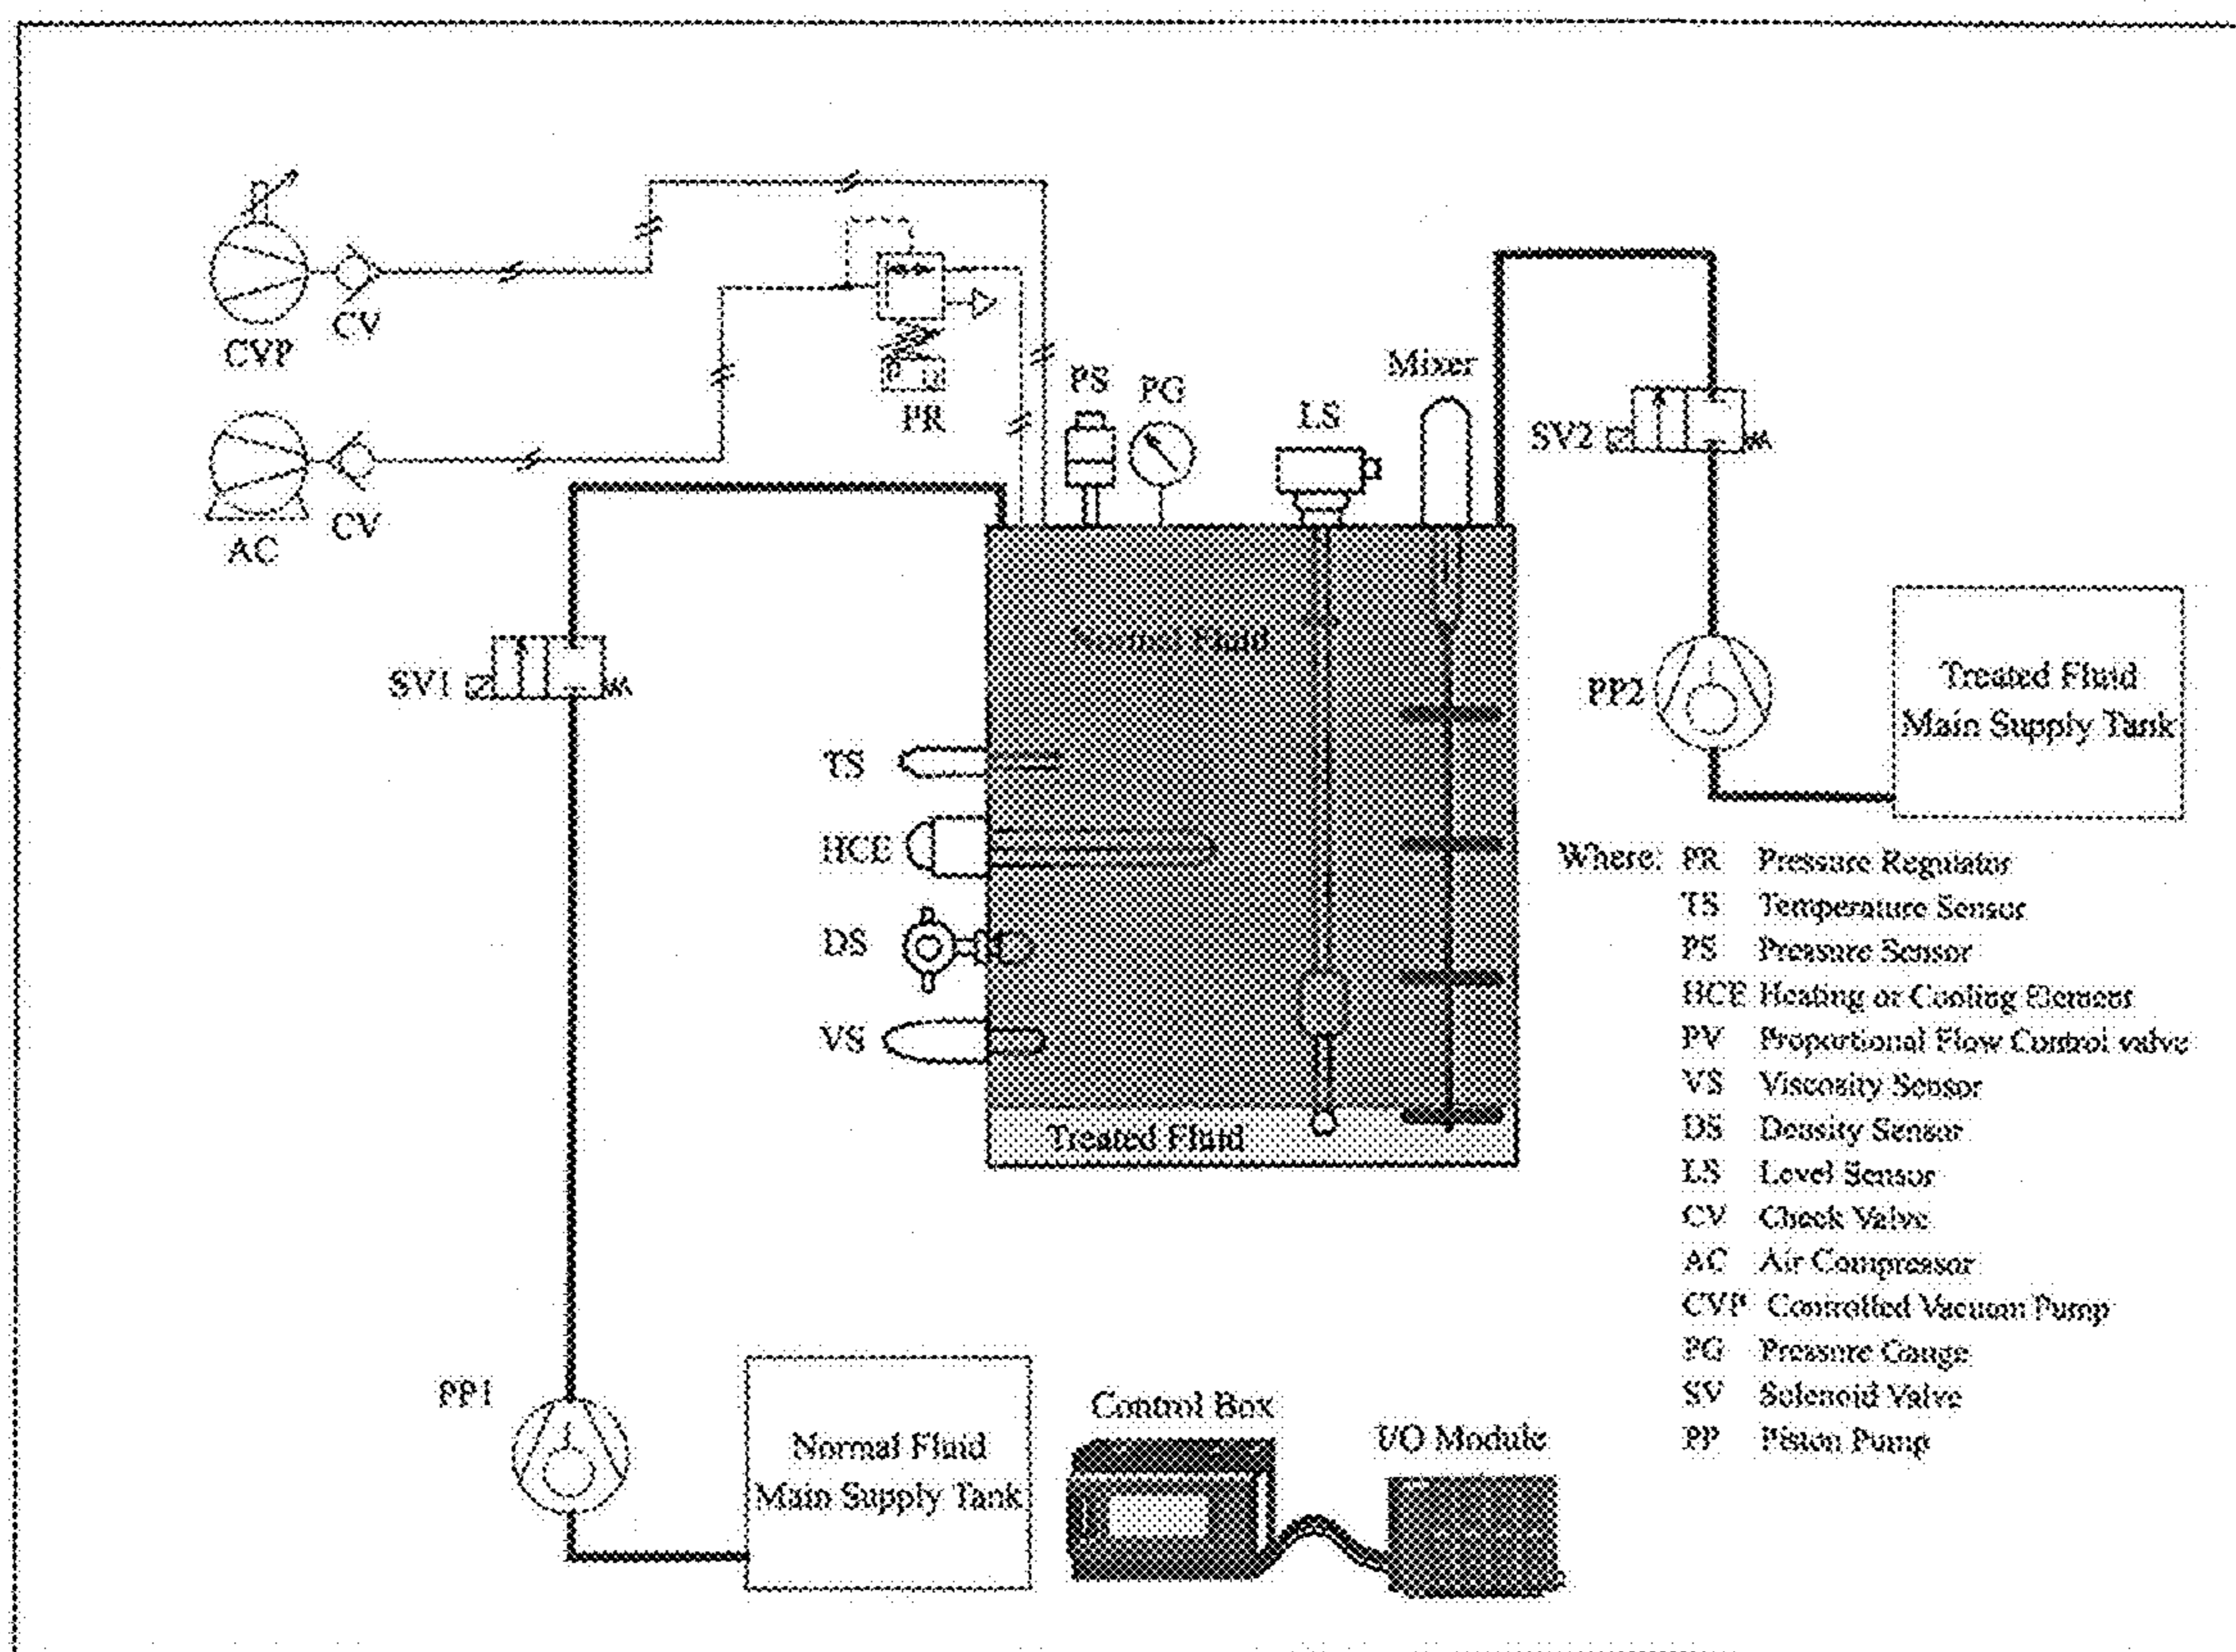 CVP
CV
AC
CV
PR
PS
PG
LS
Mixer
SV2
Normal Fluid
SV1
TS
HCE
DS
VS
Treated Fluid
PP2
Treated Fluid
Main Supply Tank
Where: PR Pressure Regulator
TS Temperature Sensor
PS Pressure Sensor
HCE Heating or Cooling Element
PV Proportional Flow Control valve
VS Viscosity Sensor
DS Density Sensor
LS Level Sensor
CV Check Valve
AC Air Compressor
CVP Controlled Vacuum Pump
PG Pressure Gauge
SV Solenoid Valve
PP Piston Pump
PP1
Normal Fluid
Main Supply Tank
Control Box
I/O Module